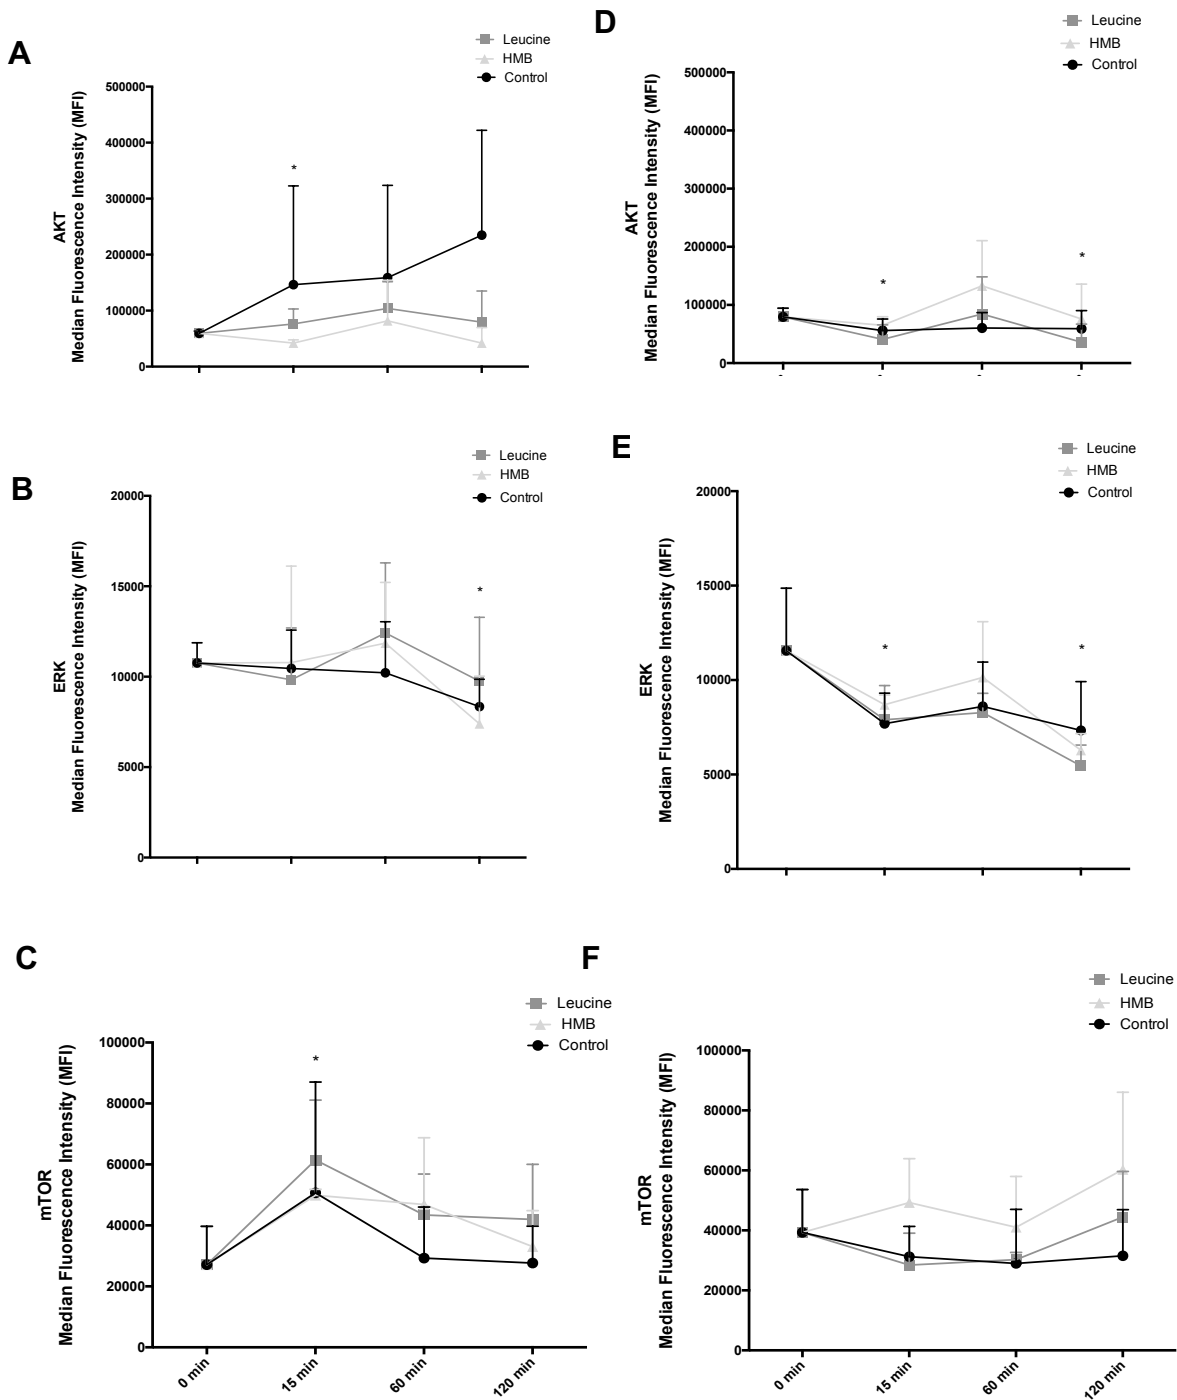 A
Leucine
HMB
Control
AKT
Median Fluorescence Intensity (MFI)
500000
400000
300000
200000
100000
0
*
D
Leucine
HMB
Control
AKT
Median Fluorescence Intensity (MFI)
500000
400000
300000
200000
100000
0
*
*
B
Leucine
HMB
Control
ERK
Median Fluorescence Intensity (MFI)
20000
15000
10000
5000
0
*
E
Leucine
HMB
Control
ERK
Median Fluorescence Intensity (MFI)
20000
15000
10000
5000
0
*
*
C
Leucine
HMB
Control
mTOR
Median Fluorescence Intensity (MFI)
100000
80000
60000
40000
20000
0
*
0 min
15 min
60 min
120 min
F
Leucine
HMB
Control
mTOR
Median Fluorescence Intensity (MFI)
100000
80000
60000
40000
20000
0
0 min
15 min
60 min
120 min